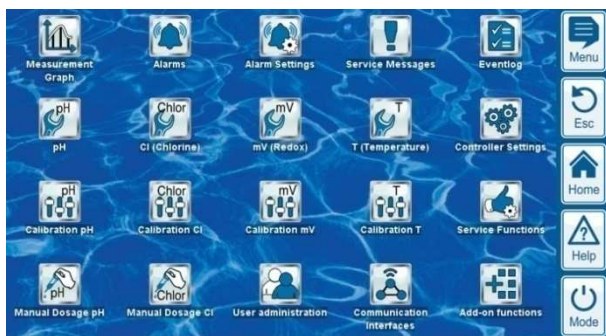 Measurement
Graph
Alarms
Alarm Settings
Service Messages
Eventlog
Menu
pH
pH
Chlor
Cl (Chlorine)
mV
mV (Redox)
T
T (Temperature)
Controller Settings
Esc
Home
pH
Calibration pH
Chlor
Calibration Cl
mV
Calibration mV
T
Calibration T
Service Functions
Help
pH
Manual Dosage pH
Chlor
Manual Dosage Cl
User administration
Communication
interfaces
Add-on functions
Mode